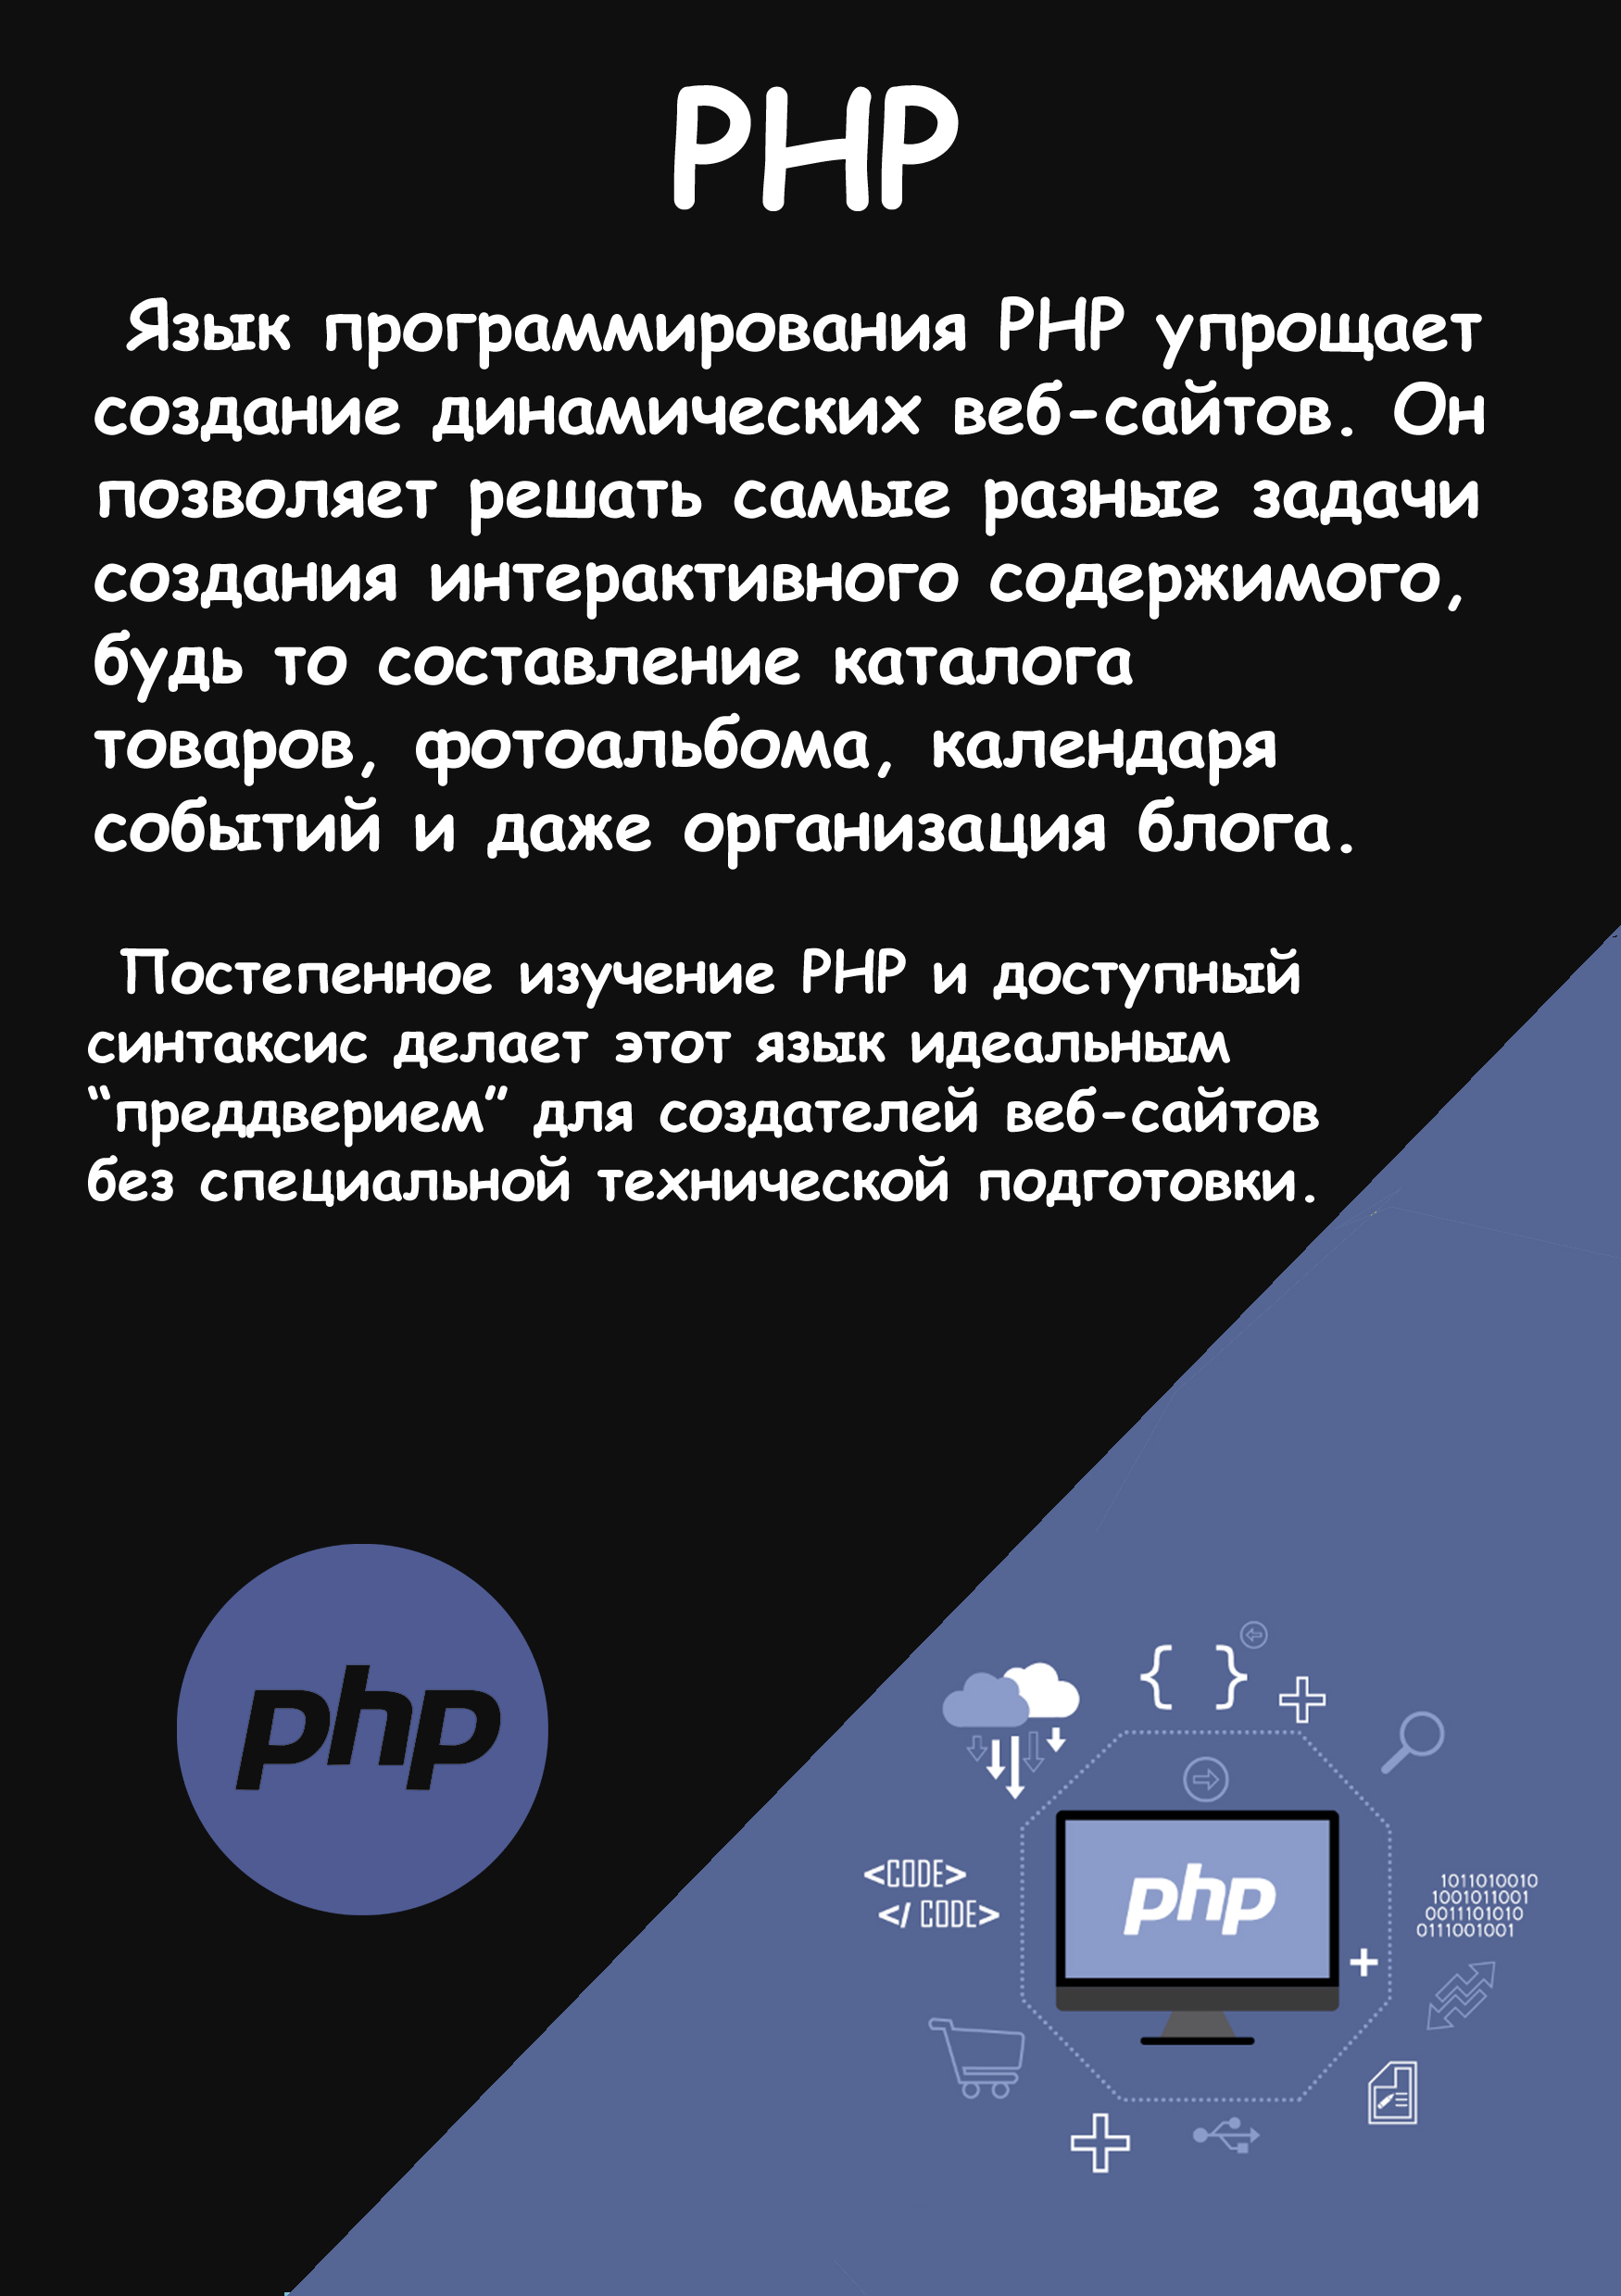 PHP
Язык программирования PHP упрощает
создание динамических веб-сайтов. Он
позволяет решать самые разные задачи
создания интерактивного содержимого,
будь то составление каталога
товаров, фотоальбома, календаря
событий и даже организация блога.
Постепенное изучение PHP и доступный
синтаксис делает этот язык идеальным
“преддверием” для создателей веб-сайтов
без специальной технической подготовки.
php
{ }
<CODE>
</ CODE>
php
1011010010
1001011001
0011101010
0111001001